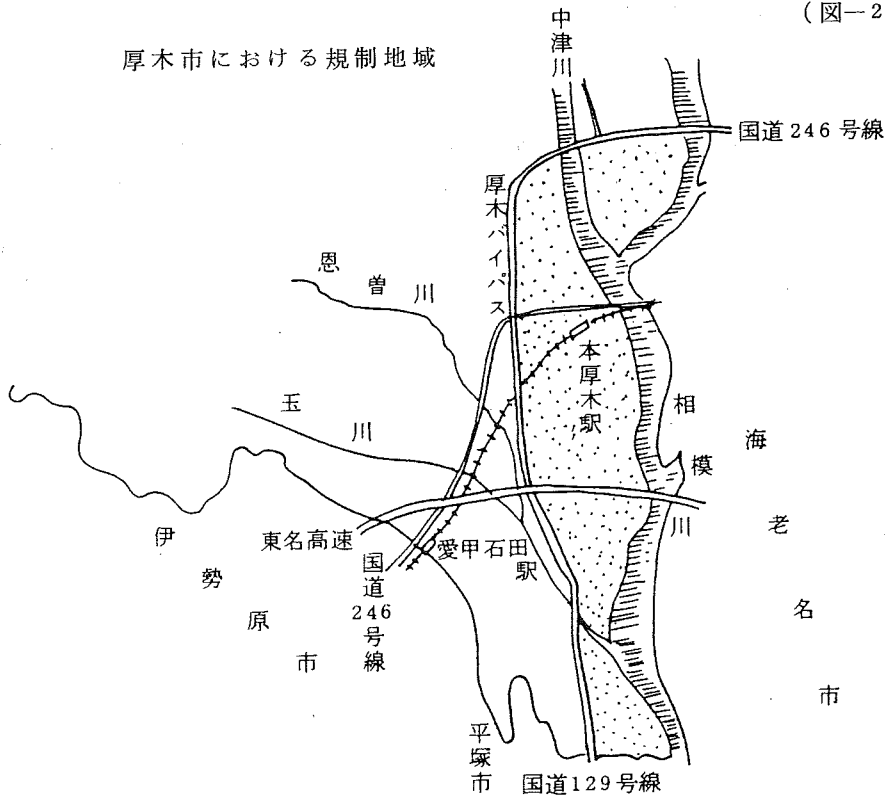 (図―2
厚木市における規制地域
中津川
国道246号線
厚木バイパス
恩曽川
本厚木駅
玉川
相模川
海老名市
東名高速
愛甲石田駅
伊勢原市
国道246号線
平塚市
国道129号線